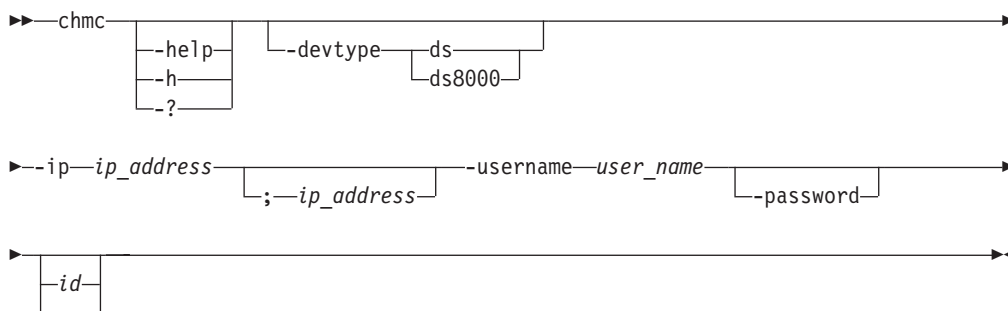 chmc -help -devtype ds
-h ds8000
-?
-ip ip_address ; ip_address -username user_name -password
id